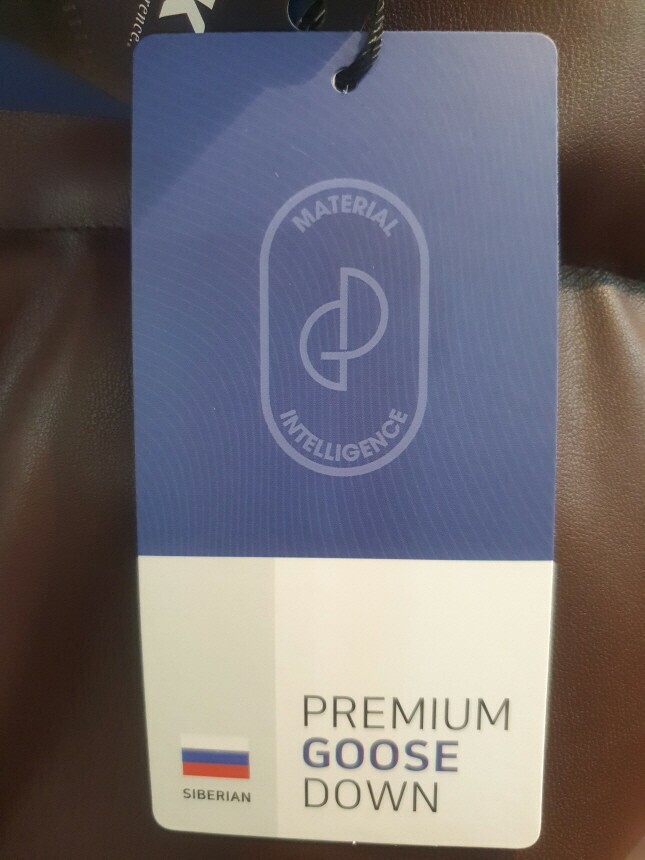 MATERIAL
INTELLIGENCE
PREMIUM
GOOSE
DOWN
SIBERIAN